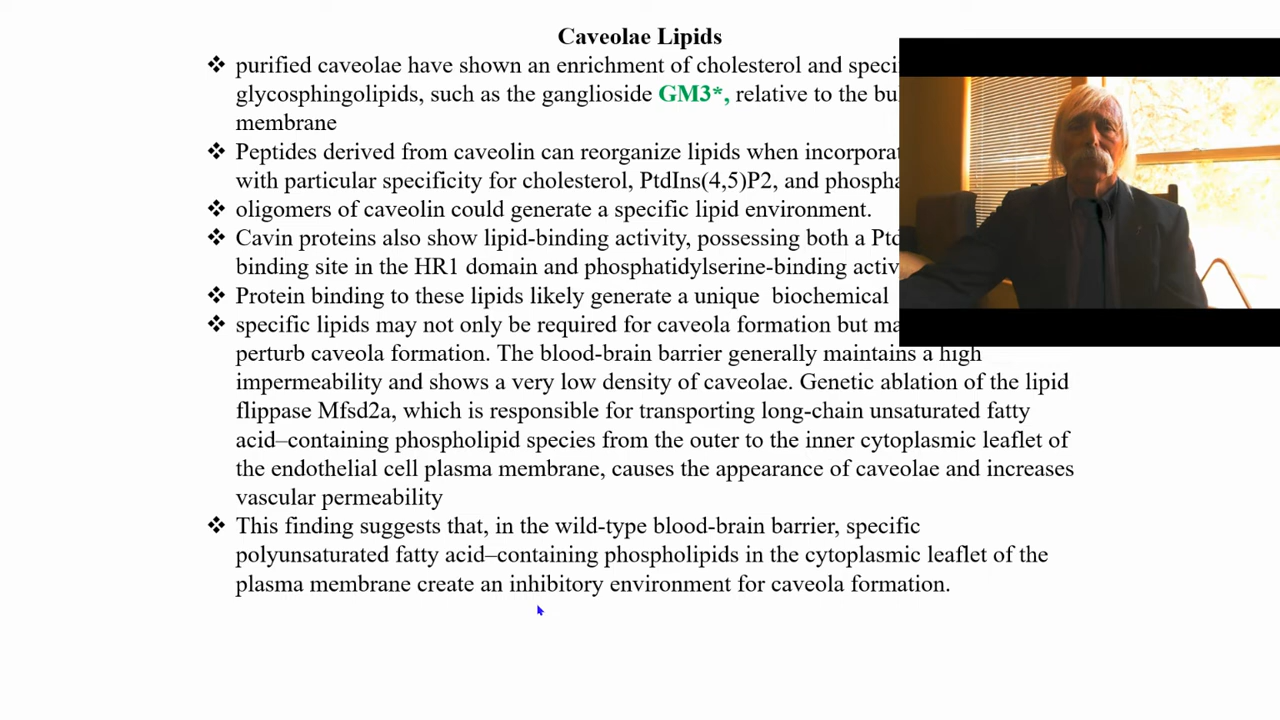 Caveolae Lipids
❖ purified caveolae have shown an enrichment of cholesterol and
glycosphingolipids, such as the ganglioside GM3*, relative to the
membrane
❖ Peptides derived from caveolin can reorganize lipids when
with particular specificity for cholesterol, PtdIns(4,5)P2, and
❖ oligomers of caveolin could generate a specific lipid environment.
❖ Cavin proteins also show lipid-binding activity, possessing both a
binding site in the HR1 domain and phosphatidylserine-binding
❖ Protein binding to these lipids likely generate a unique  biochemical
❖ specific lipids may not only be required for caveola formation but
perturb caveola formation. The blood-brain barrier generally maintains a high
impermeability and shows a very low density of caveolae. Genetic ablation of the lipid
flippase Mfsd2a, which is responsible for transporting long-chain unsaturated fatty
acid–containing phospholipid species from the outer to the inner cytoplasmic leaflet of
the endothelial cell plasma membrane, causes the appearance of caveolae and increases
vascular permeability
❖ This finding suggests that, in the wild-type blood-brain barrier, specific
polyunsaturated fatty acid–containing phospholipids in the cytoplasmic leaflet of the
plasma membrane create an inhibitory environment for caveola formation.